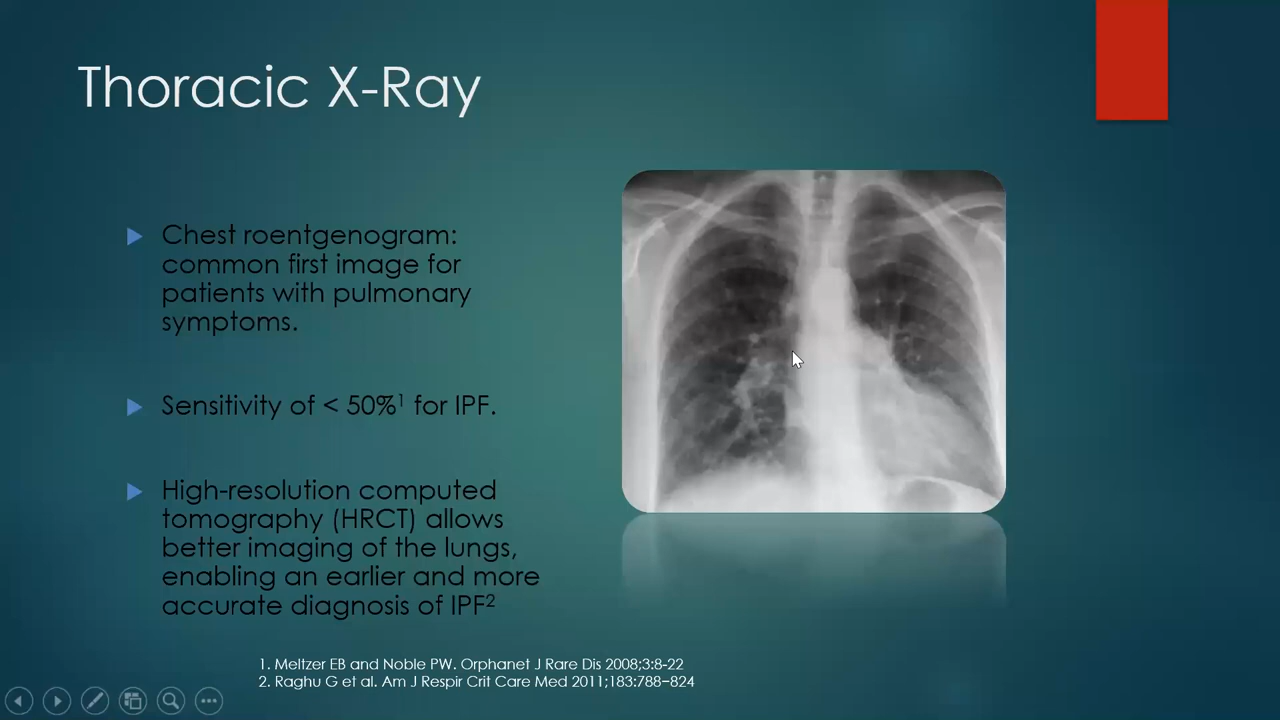 Thoracic X-Ray
Chest roentgenogram:
common first image for
patients with pulmonary
symptoms.
Sensitivity of < 50%¹ for IPF.
High-resolution computed
tomography (HRCT) allows
better imaging of the lungs,
enabling an earlier and more
accurate diagnosis of IPF²
1. Meltzer EB and Noble PW. Orphanet J Rare Dis 2008;3:8-22
2. Raghu G et al. Am J Respir Crit Care Med 2011;183:788–824